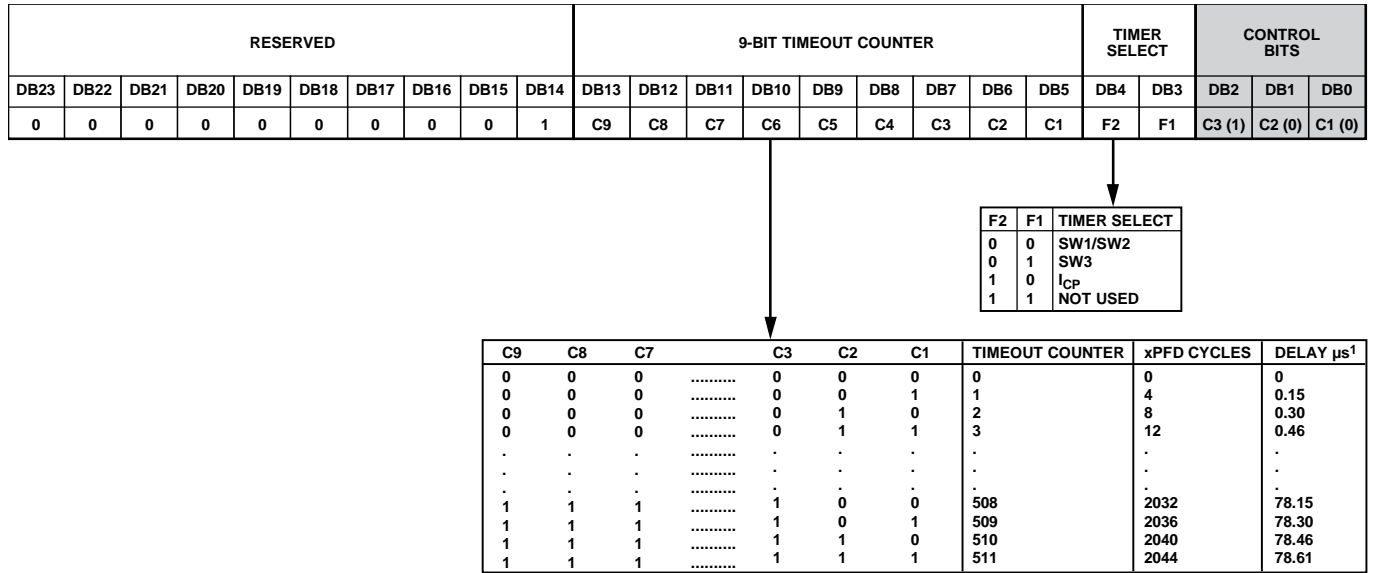 RESERVED 9-BIT TIMEOUT COUNTER TIMER SELECT CONTROL BITS
DB23 DB22 DB21 DB20 DB19 DB18 DB17 DB16 DB15 DB14 DB13 DB12 DB11 DB10 DB9 DB8 DB7 DB6 DB5 DB4 DB3 DB2 DB1 DB0
0 0 0 0 0 0 0 0 0 1 C9 C8 C7 C6 C5 C4 C3 C2 C1 F2 F1 C3 (1) C2 (0) C1 (0)
F2 F1 TIMER SELECT
0 0 SW1/SW2
0 1 SW3
1 0 ICP
1 1 NOT USED
C9 C8 C7 C3 C2 C1 TIMEOUT COUNTER xPFD CYCLES DELAY µs1
0 0 0 .......... 0 0 0 0 0 0
0 0 0 .......... 0 0 1 1 4 0.15
0 0 0 .......... 0 1 0 2 8 0.30
0 0 0 .......... 0 1 1 3 12 0.46
. . . .......... . . . . . .
. . . .......... . . . . . .
. . . .......... . . . . . .
1 1 1 .......... 1 0 0 508 2032 78.15
1 1 1 .......... 1 0 1 509 2036 78.30
1 1 1 .......... 1 1 0 510 2040 78.46
1 1 1 .......... 1 1 1 511 2044 78.61